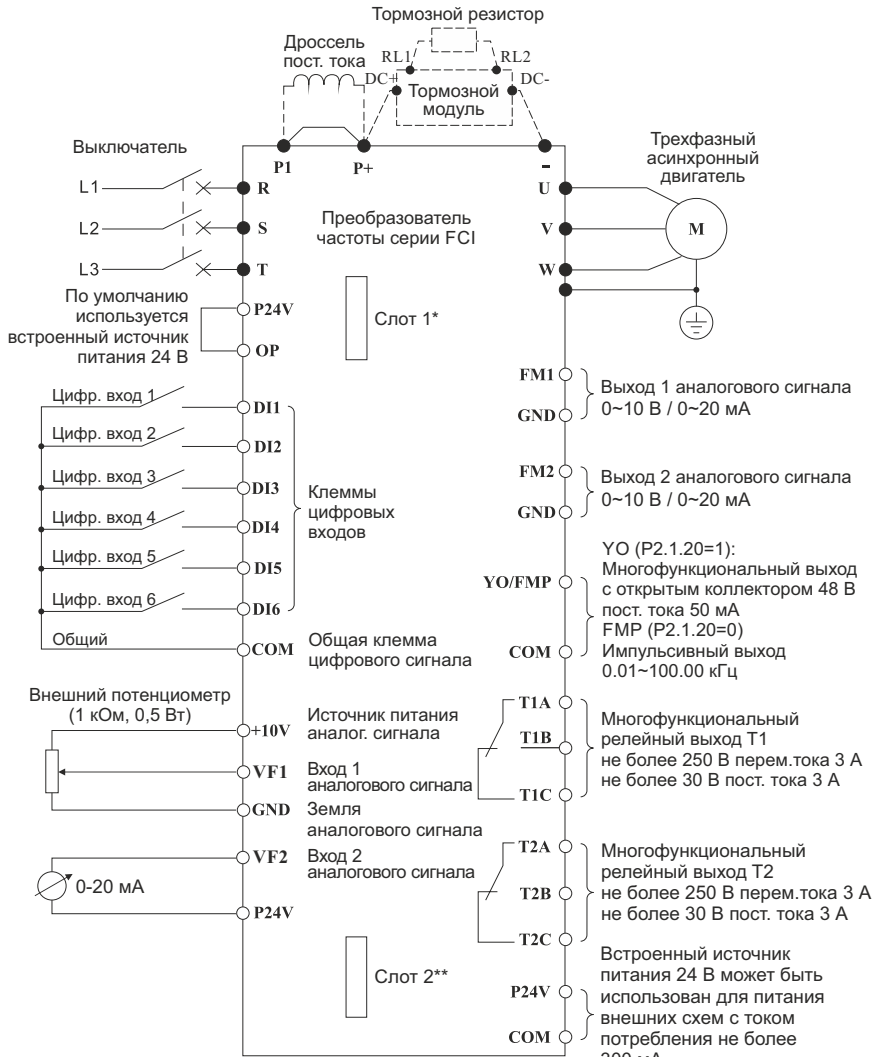 Тормозной резистор
Дроссель
пост. тока
RL1
RL2
DC+
DC-
Тормозной
модуль
Выключатель
P1
P+
-
Трехфазный
асинхронный
двигатель
L1
R
U
L2
S
Преобразователь
частоты серии FCI
V
M
L3
T
W
По умолчанию
используется
встроенный источник
питания 24 В
P24V
OP
Слот 1*
FM1
GND
Выход 1 аналогового сигнала
0~10 В / 0~20 мА
Цифр. вход 1
DI1
Цифр. вход 2
DI2
Цифр. вход 3
DI3
Цифр. вход 4
DI4
Цифр. вход 5
DI5
Цифр. вход 6
DI6
Клеммы
цифровых
входов
FM2
GND
Выход 2 аналогового сигнала
0~10 В / 0~20 мА
Общий
COM
Общая клемма
цифрового сигнала
YO/FMP
COM
YO (P2.1.20=1):
Многофункциональный выход
с открытым коллектором 48 В
пост. тока 50 мА
FMP (P2.1.20=0)
Импульсивный выход
0.01~100.00 кГц
Внешний потенциометр
(1 кОм, 0,5 Вт)
+10V
Источник питания
аналог. сигнала
VF1
Вход 1
аналогового сигнала
GND
Земля
аналогового сигнала
T1A
T1B
T1C
Многофункциональный
релейный выход Т1
не более 250 В перем.тока 3 А
не более 30 В пост. тока 3 А
VF2
Вход 2
аналогового сигнала
0-20 мА
P24V
T2A
T2B
T2C
Многофункциональный
релейный выход Т2
не более 250 В перем.тока 3 А
не более 30 В пост. тока 3 А
Слот 2**
P24V
COM
Встроенный источник
питания 24 В может быть
использован для питания
внешних схем с током
потребления не более